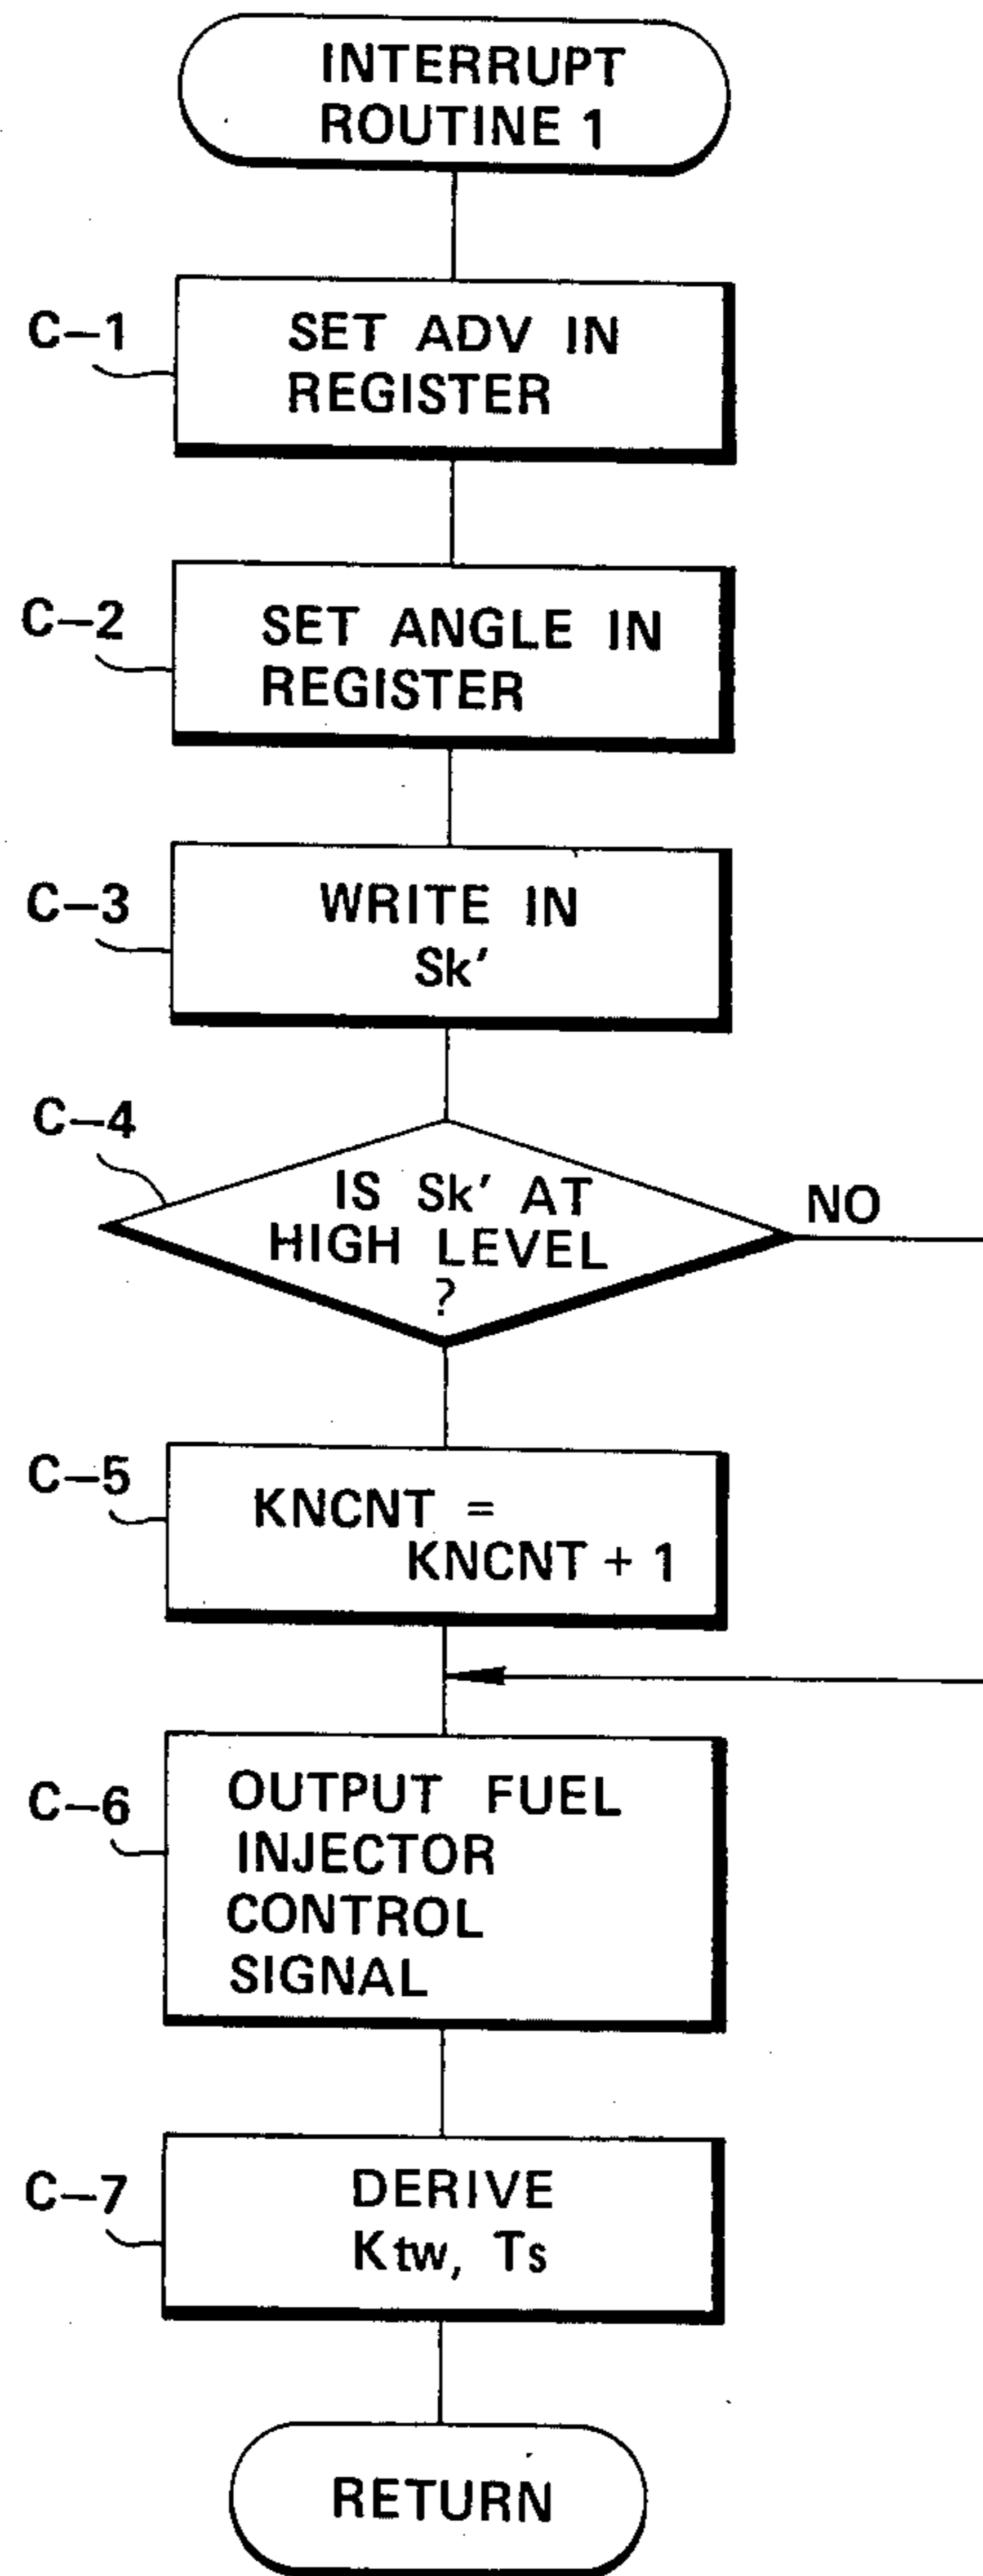 INTERRUPT
ROUTINE 1
C-1
SET ADV IN
REGISTER
C-2
SET ANGLE IN
REGISTER
C-3
WRITE IN
Sk'
C-4
IS Sk' AT
HIGH LEVEL
?
NO
C-5
KNCNT =
KNCNT + 1
C-6
OUTPUT FUEL
INJECTOR
CONTROL
SIGNAL
C-7
DERIVE
Ktw, Ts
RETURN